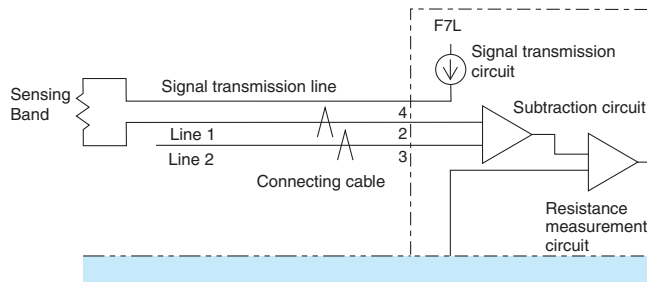 F7L
Signal transmission
circuit
Signal transmission line
Sensing
Band
4
Subtraction circuit
Line 1
2
Line 2
3
Connecting cable
Resistance
measurement
circuit